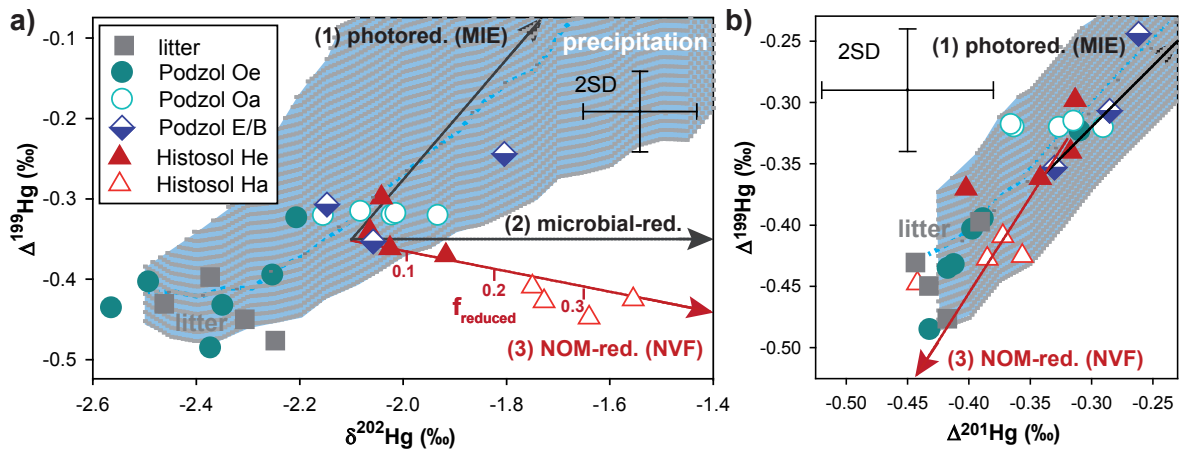 a)
Δ199Hg (‰)
-0.1
-0.2
-0.3
-0.4
-0.5
litter
Podzol Oe
Podzol Oa
Podzol E/B
Histosol He
Histosol Ha
(1) photored. (MIE)
precipitation
2SD
(2) microbial-red.
0.1
0.2
0.3
f reduced
litter
(3) NOM-red. (NVF)
-2.6 -2.4 -2.2 -2.0 -1.8 -1.6 -1.4
δ202Hg (‰)
b)
Δ199Hg (‰)
-0.25
-0.30
-0.35
-0.40
-0.45
-0.50
(1) photored. (MIE)
2SD
litter
(3) NOM-red. (NVF)
-0.50 -0.45 -0.40 -0.35 -0.30 -0.25
Δ201Hg (‰)